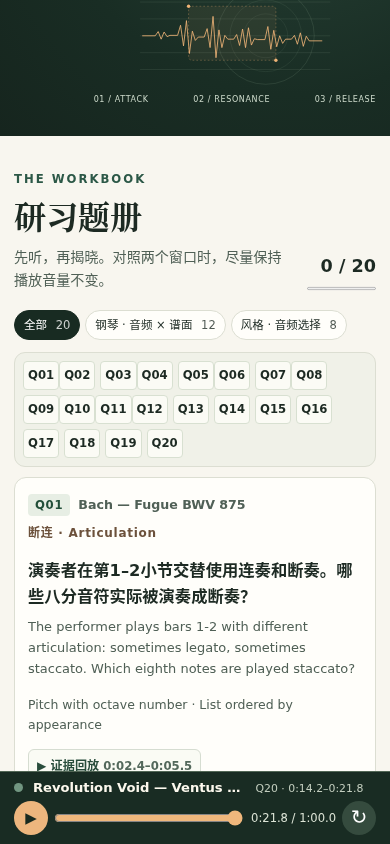 01 / ATTACK 02 / RESONANCE 03 / RELEASE
THE WORKBOOK
研习题册
先听，再揭晓。对照两个窗口时，尽量保持
播放音量不变。
0 / 20
全部 20 钢琴 · 音频 × 谱面 12 风格 · 音频选择 8
Q01 Q02 Q03 Q04 Q05 Q06 Q07 Q08
Q09 Q10 Q11 Q12 Q13 Q14 Q15 Q16
Q17 Q18 Q19 Q20
Q01 Bach — Fugue BWV 875
断连 · Articulation
演奏者在第1–2小节交替使用连奏和断奏。哪
些八分音符实际被演奏成断奏？
The performer plays bars 1-2 with different
articulation: sometimes legato, sometimes
staccato. Which eighth notes are played staccato?
Pitch with octave number · List ordered by
appearance
▶ 证据回放 0:02.4–0:05.5
Revolution Void — Ventus ... Q20 · 0:14.2–0:21.8
▶ 0:21.8 / 1:00.0 ↻